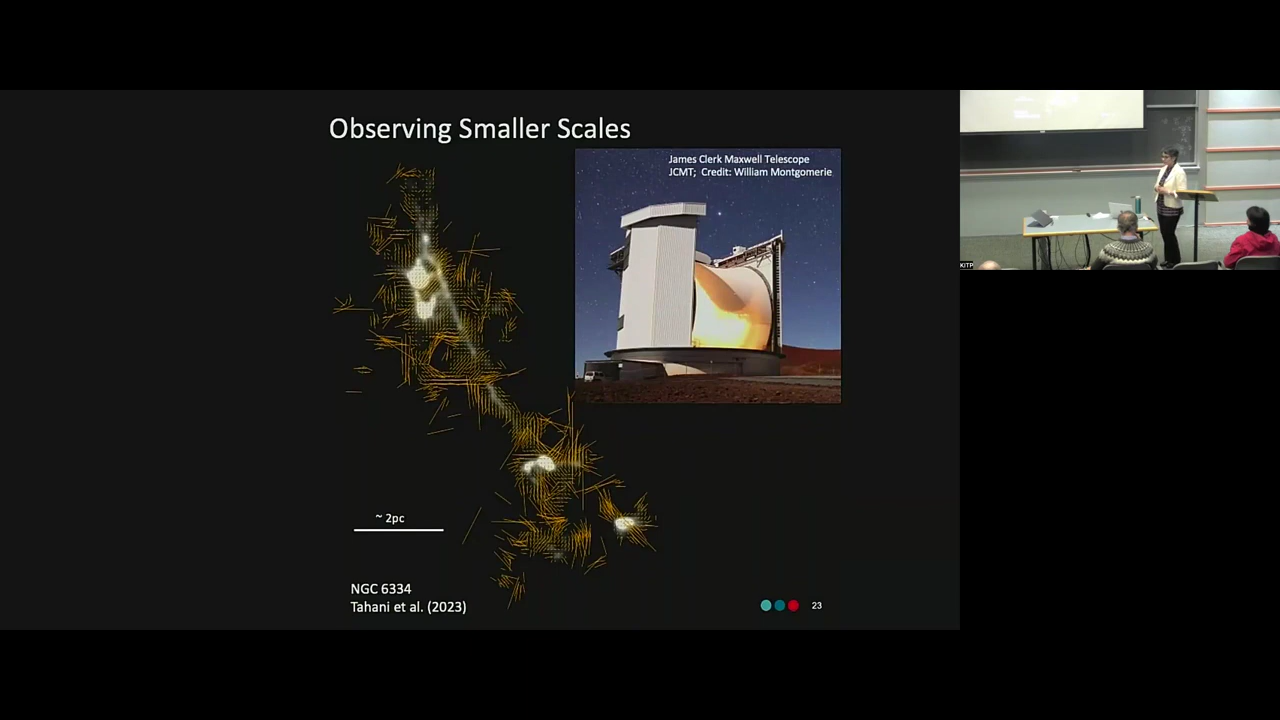 Observing Smaller Scales
James Clerk Maxwell Telescope
JCMT; Credit: William Montgomerie
~ 2pc
NGC 6334
Tahani et al. (2023)
23
KITP